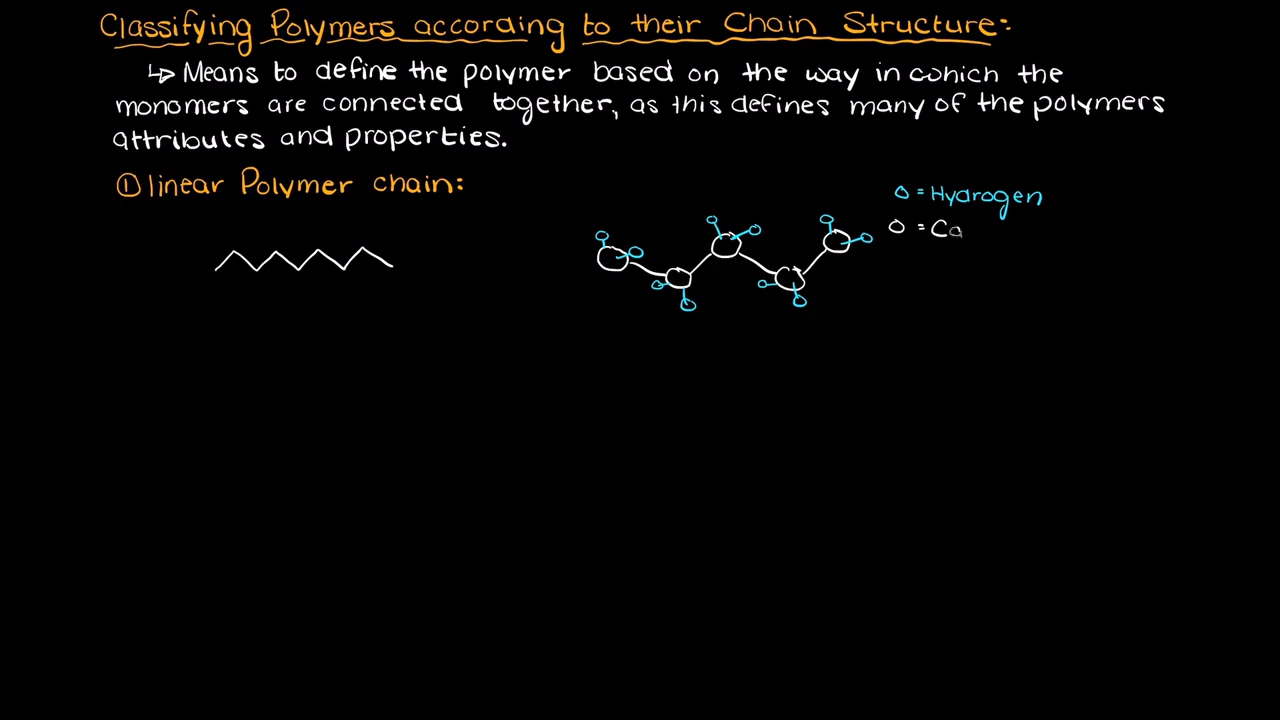 Classifying Polymers according to their Chain Structure:
↳ Means to define the polymer based on the way in which the
monomers are connected together, as this defines many of the polymers
attributes and properties.
① linear Polymer chain:
O = Hydrogen
O = Ca